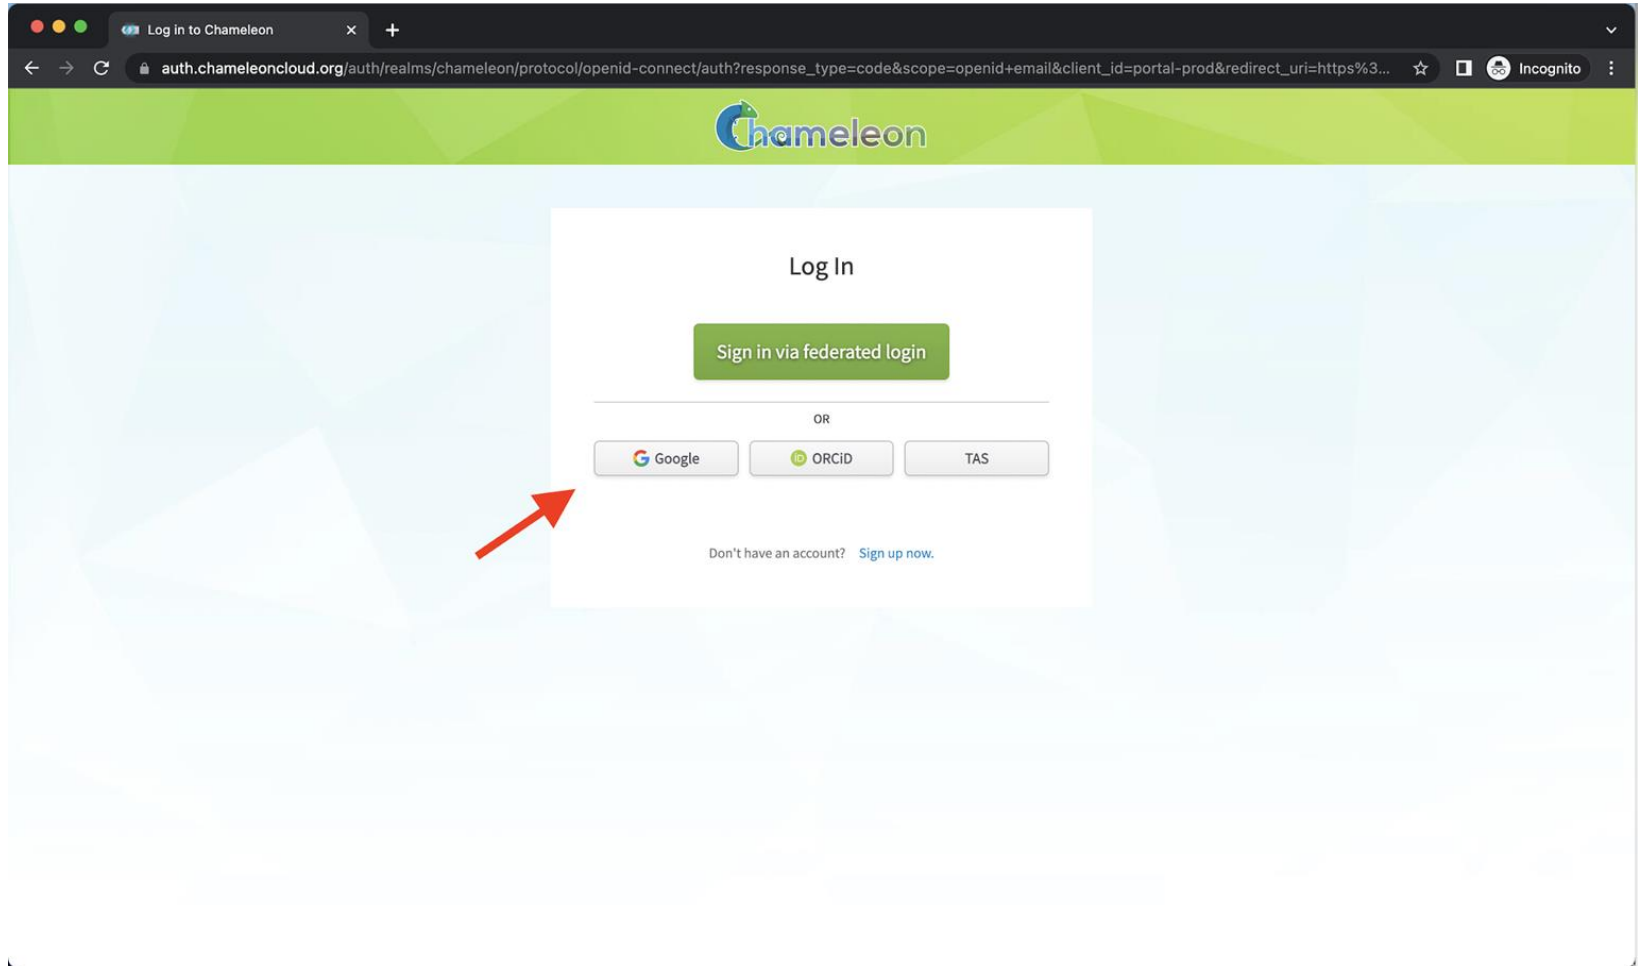 Log in to Chameleon
auth.chameleoncloud.org/auth/realms/chameleon/protocol/openid-connect/auth?response_type=code&scope=openid+email&client_id=portal-prod&redirect_uri=https%3...
Incognito
Chameleon
Log In
Sign in via federated login
OR
Google
iD ORCiD
TAS
Don't have an account? Sign up now.